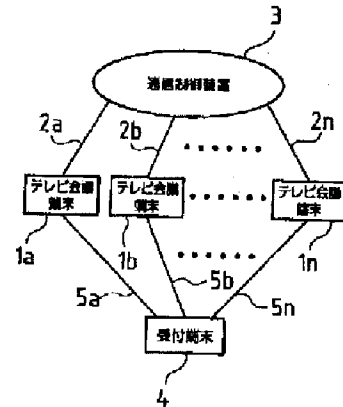 3
通信制御装置
2a
2b
2n
......
テレビ会議
端末
テレビ会議
端末
......
テレビ会議
端末
1a
1b
1n
.....
5a
5b
5n
受付端末
4